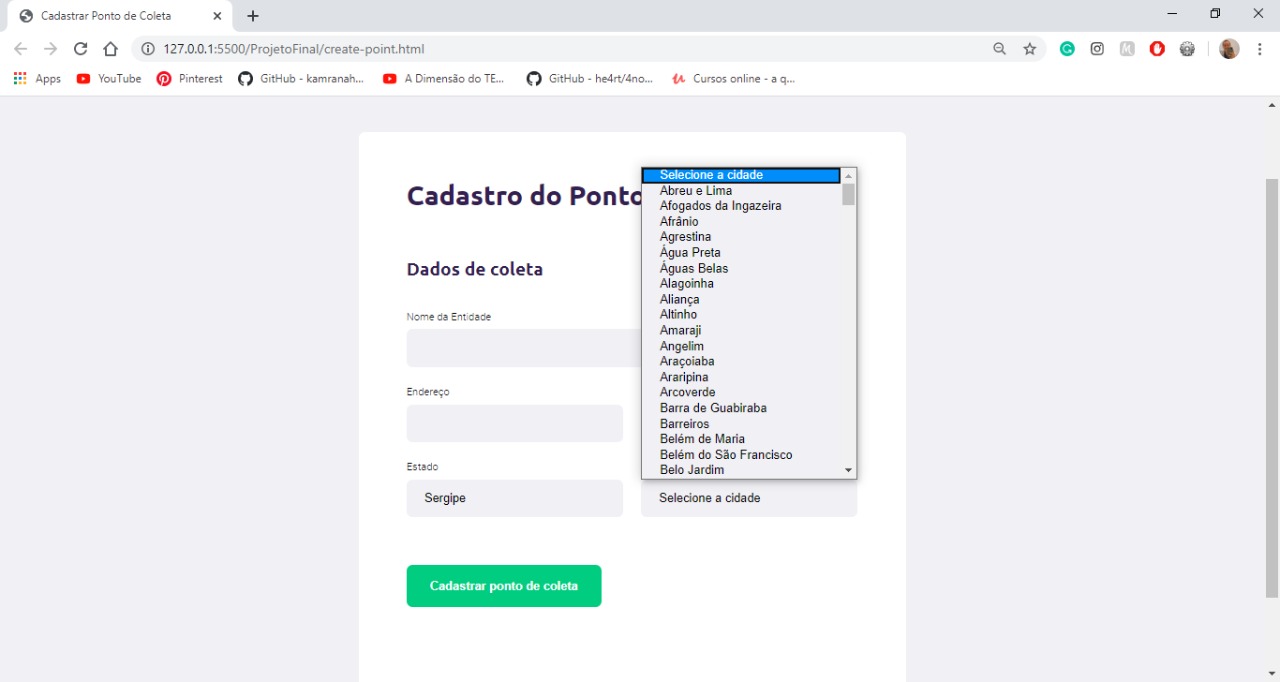 Cadastrar Ponto de Coleta
127.0.0.1:5500/ProjetoFinal/create-point.html
Apps YouTube Pinterest GitHub - kamranah... A Dimensão do TE... GitHub - he4rt/4no... Cursos online - a q...
Cadastro do Ponto
Dados de coleta
Nome da Entidade
Endereço
Estado
Sergipe
Selecione a cidade
Abreu e Lima
Afogados da Ingazeira
Afrânio
Agrestina
Água Preta
Águas Belas
Alagoinha
Aliança
Altinho
Amaraji
Angelim
Araçoiaba
Araripina
Arcoverde
Barra de Guabiraba
Barreiros
Belém de Maria
Belém do São Francisco
Belo Jardim
Selecione a cidade
Cadastrar ponto de coleta